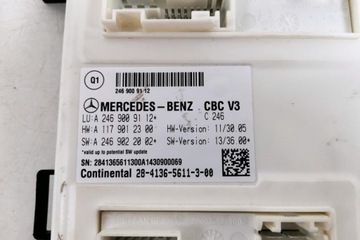 Q1
246 900 91 12
MERCEDES-BENZ CBC V3
LU:A 246 900 91 12* C 246
HW:A 117 901 23 00 HW-Version: 11/30.05
SW:A 246 902 20 02* SW-Version: 13/36.00*
*valid up to potential SW update
SN: 2841365611300A1430900069
Continental 28-4136-5611-3-00